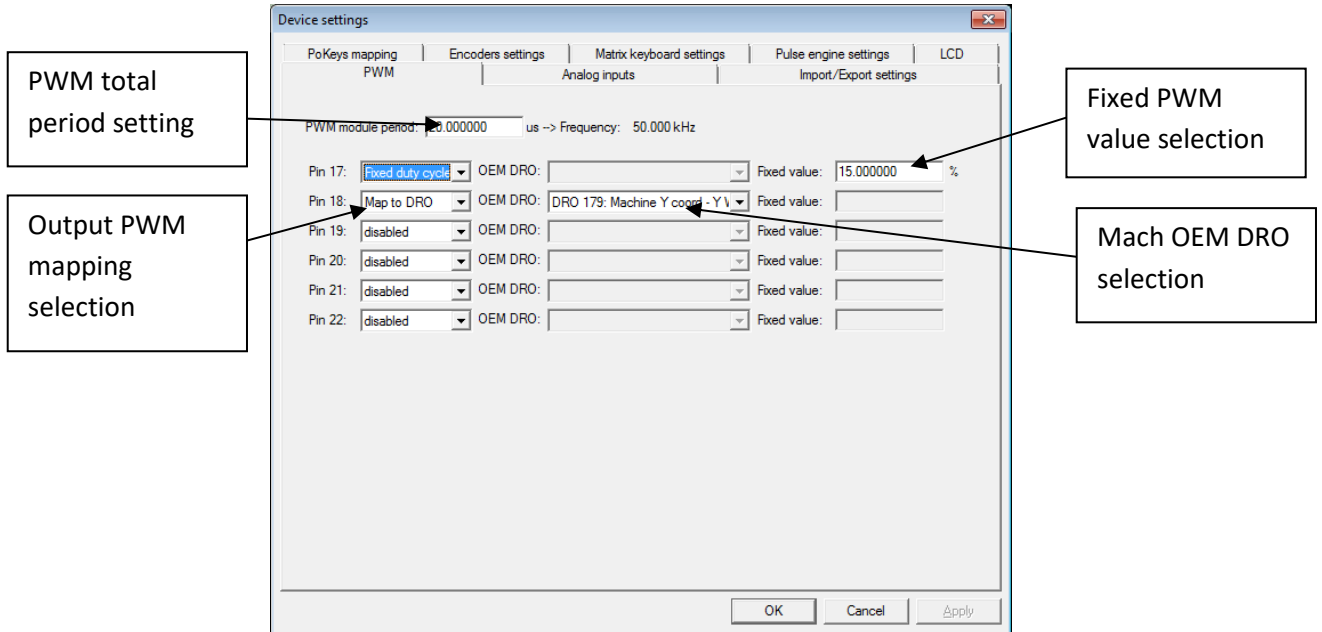 Device settings
PoKeys mapping
Encoders settings
Matrix keyboard settings
Pulse engine settings
LCD
PWM
Analog inputs
Import/Export settings
PWM total
period setting
Output PWM
mapping
selection
Fixed PWM
value selection
Mach OEM DRO
selection
PWM module period: 20.000000 us --> Frequency: 50.000 kHz
Pin 17: Fixed duty cycle OEM DRO: Fixed value: 15.000000 %
Pin 18: Map to DRO OEM DRO: DRO 179: Machine Y coord - Y Fixed value:
Pin 19: disabled OEM DRO: Fixed value:
Pin 20: disabled OEM DRO: Fixed value:
Pin 21: disabled OEM DRO: Fixed value:
Pin 22: disabled OEM DRO: Fixed value:
OK
Cancel
Apply